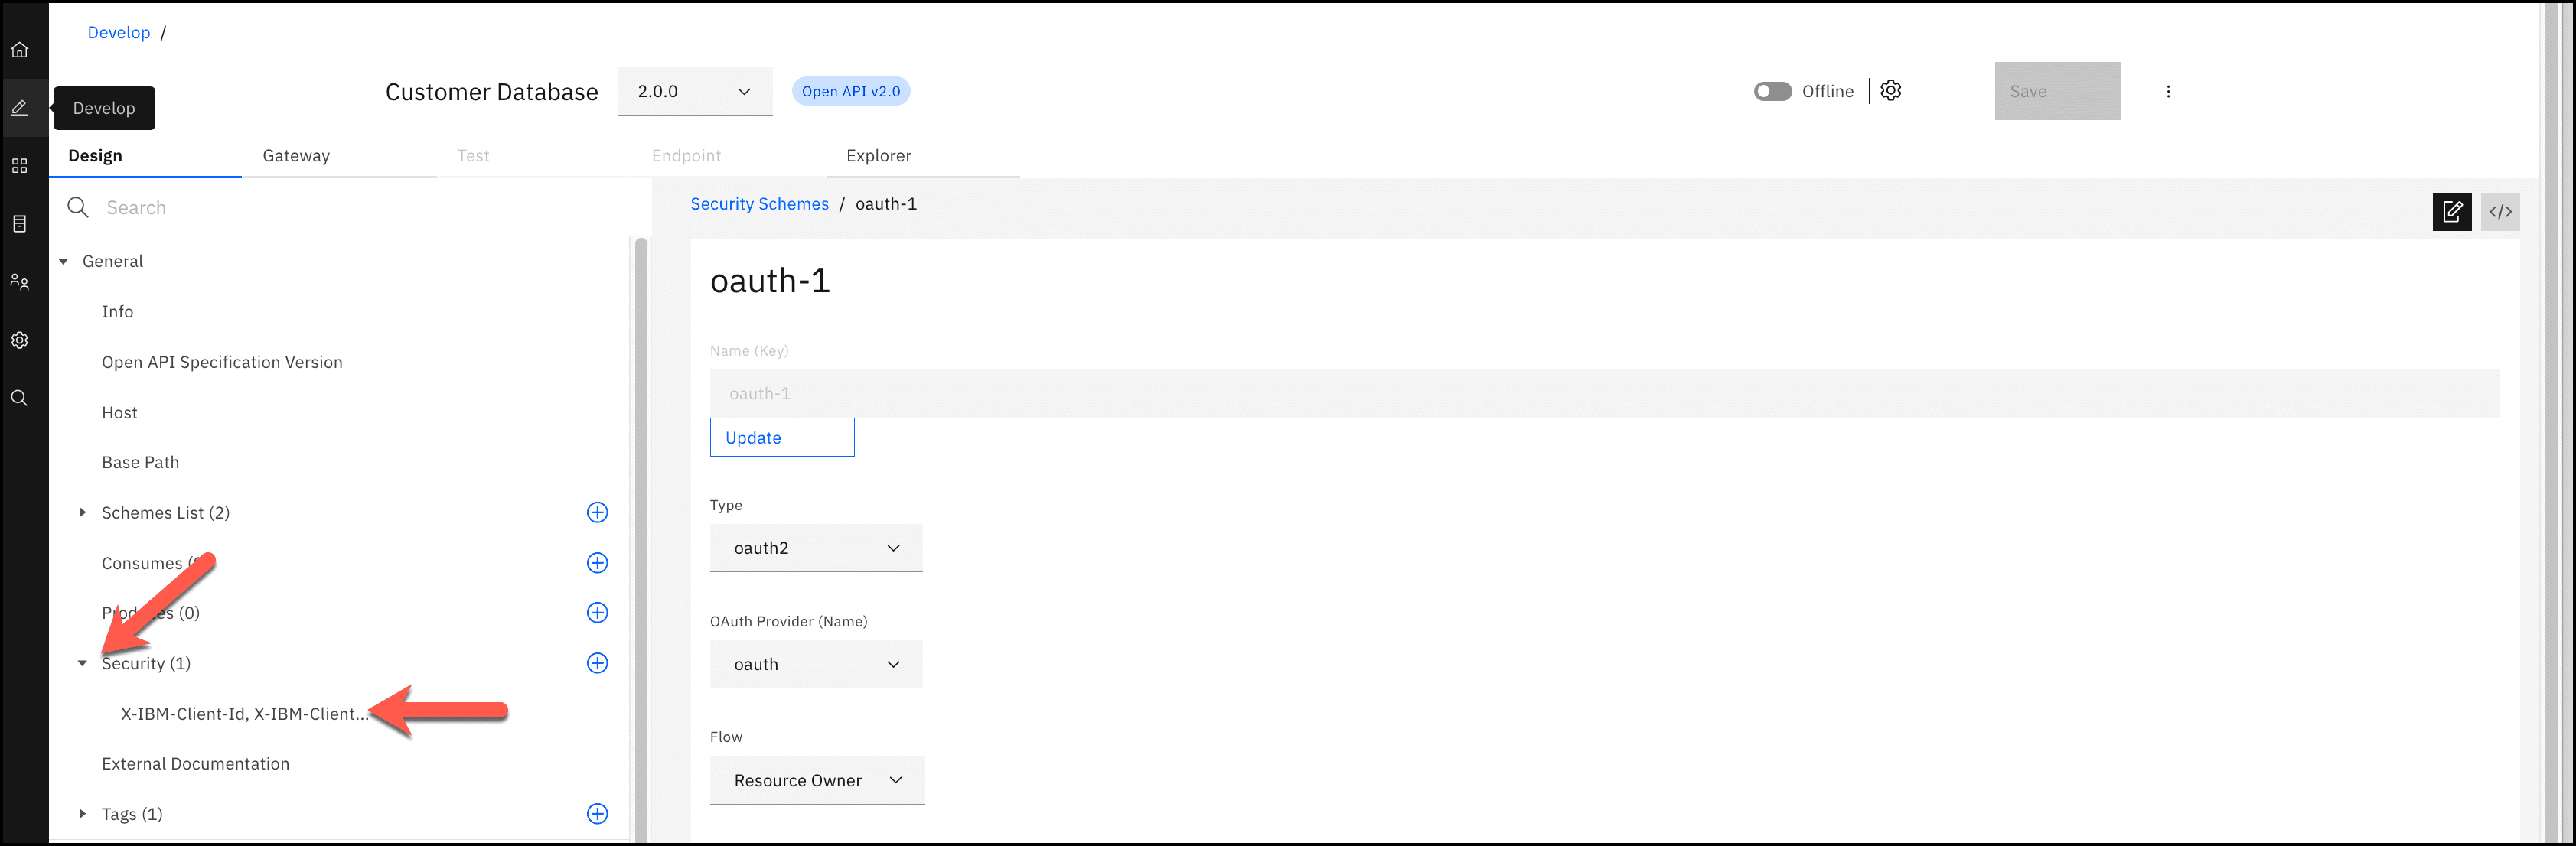 Develop /
Develop
Customer Database
2.0.0
Open API v2.0
Offline
Save
Design
Gateway
Test
Endpoint
Explorer
Search
General
Info
Open API Specification Version
Host
Base Path
Schemes List (2)
Consumes
(0)
Security (1)
X-IBM-Client-Id, X-IBM-Client...
External Documentation
Tags (1)
Security Schemes / oauth-1
oauth-1
Name (Key)
oauth-1
Update
Type
oauth2
OAuth Provider (Name)
oauth
Flow
Resource Owner